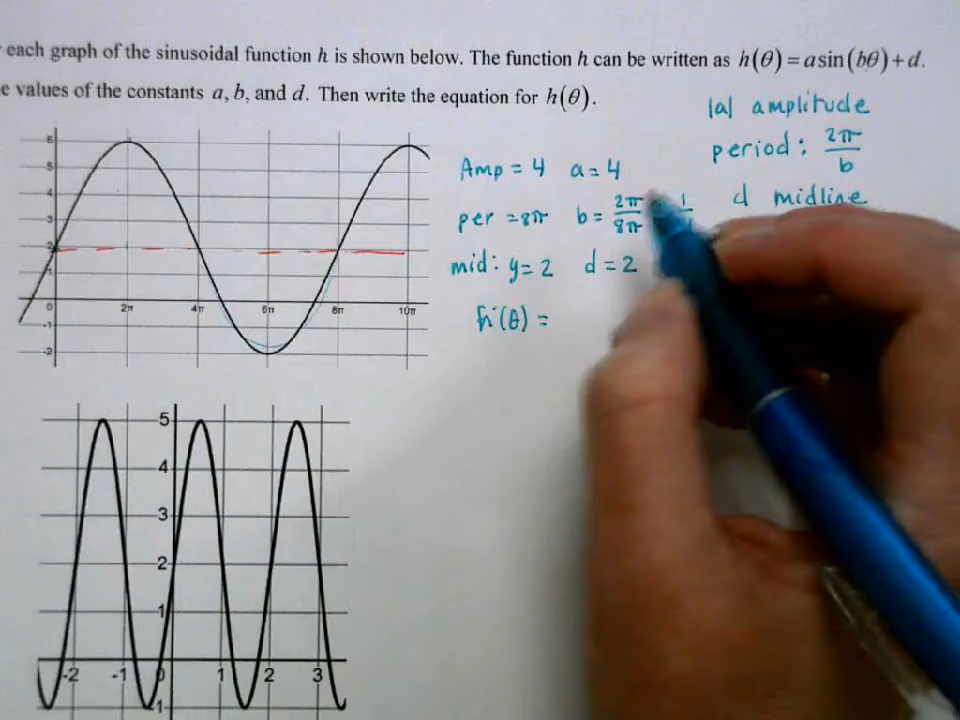 each graph of the sinusoidal function h is shown below. The function h can be written as h(θ) = a sin(bθ) + d.
values of the constants a, b, and d. Then write the equation for h(θ).
|a| amplitude
period: 2π/b
d midline
Amp = 4 a = 4
per = 8π b = 2π/8π 1
mid: y = 2 d = 2
h(θ) =
6
5
4
3
2
1
0 2π 4π 6π 8π 10π
-1
-2
5
4
3
2
1
-2 -1 0 1 2 3
-1